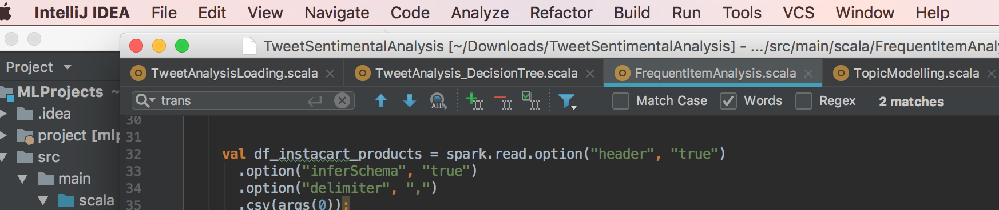 IntelliJ IDEA File Edit View Navigate Code Analyze Refactor Build Run Tools VCS Window Help
TweetSentimentalAnalysis [~/Downloads/TweetSentimentalAnalysis] - .../src/main/scala/FrequentItemAnaly
Project
TweetAnalysisLoading.scala TweetAnalysis_DecisionTree.scala FrequentItemAnalysis.scala TopicModelling.scala
MLProjects ~
trans ALL Match Case Words Regex 2 matches
.idea
30
project [mlp
31
src
32 val df_instacart_products = spark.read.option("header", "true")
33 .option("inferSchema", "true")
main
34 .option("delimiter", ",")
scala
35 .csv(args(0));